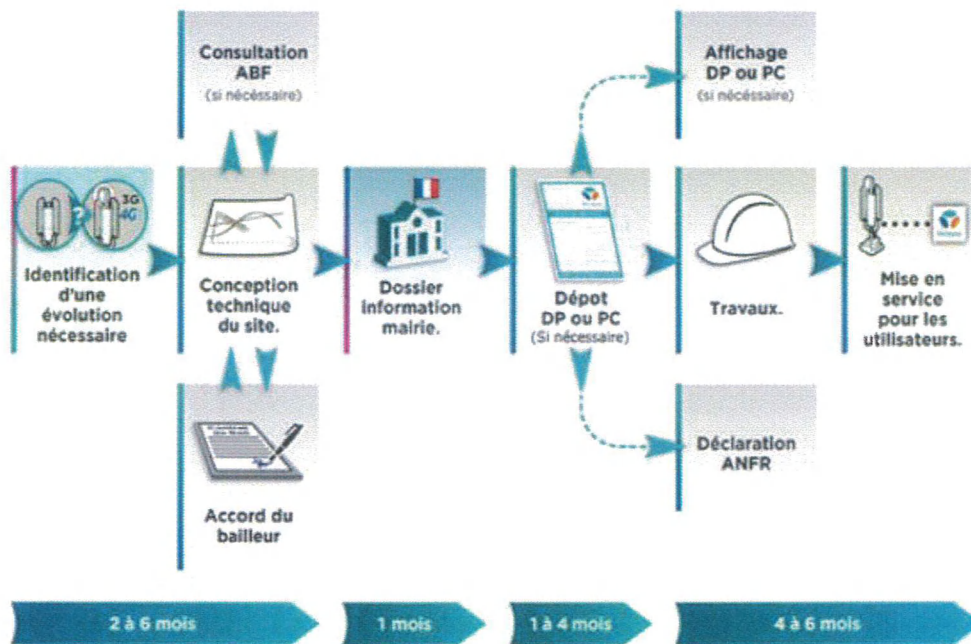 Consultation
ABF
(si nécéssaire)
Affichage
DP ou PC
(si nécéssaire)
3G
4G
?
Identification
d'une
évolution
nécessaire
Conception
technique
du site.
Dossier
information
mairie.
Dépot
DP ou PC
(Si nécessaire)
Travaux.
Mise en
service
pour les
utilisateurs.
Accord du
bailleur
Déclaration
ANFR
2 à 6 mois
1 mois
1 à 4 mois
4 à 6 mois